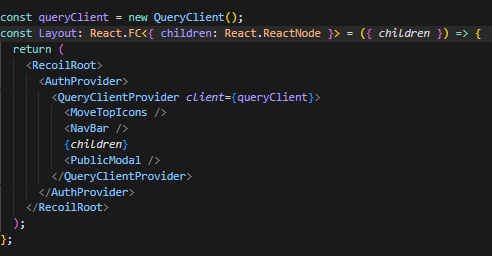 const queryClient = new QueryClient();
const Layout: React.FC<{ children: React.ReactNode }> = ({ children }) => {
  return (
    <RecoilRoot>
      <AuthProvider>
        <QueryClientProvider client={queryClient}>
          <MoveTopIcons />
          <NavBar />
          {children}
          <PublicModal />
        </QueryClientProvider>
      </AuthProvider>
    </RecoilRoot>
  );
};